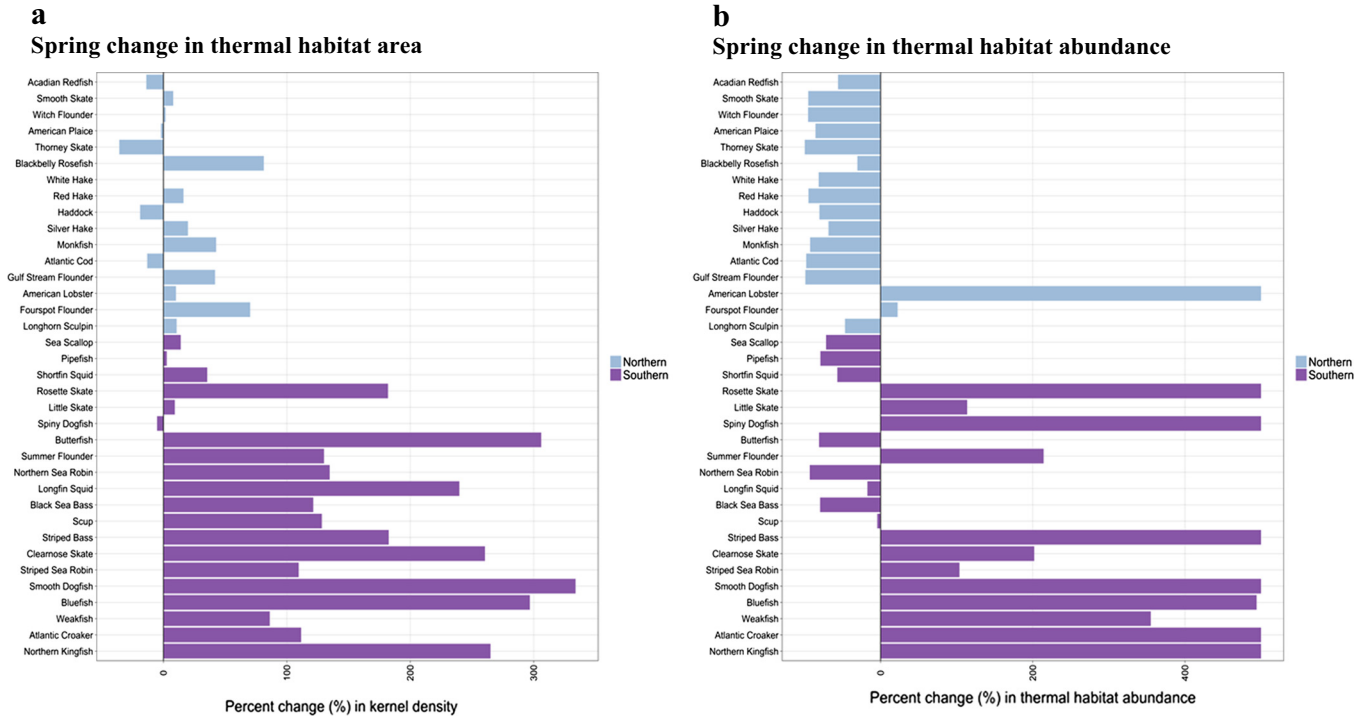 a
Spring change in thermal habitat area
Acadian Redfish
Smooth Skate
Witch Flounder
American Plaice
Thorney Skate
Blackbelly Rosefish
White Hake
Red Hake
Haddock
Silver Hake
Monkfish
Atlantic Cod
Gulf Stream Flounder
American Lobster
Fourspot Flounder
Longhorn Sculpin
Sea Scallop
Pipefish
Shortfin Squid
Rosette Skate
Little Skate
Spiny Dogfish
Butterfish
Summer Flounder
Northern Sea Robin
Longfin Squid
Black Sea Bass
Scup
Striped Bass
Clearnose Skate
Striped Sea Robin
Smooth Dogfish
Bluefish
Weakfish
Atlantic Croaker
Northern Kingfish
0
100
200
300
Percent change (%) in kernel density
Northern
Southern
b
Spring change in thermal habitat abundance
Acadian Redfish
Smooth Skate
Witch Flounder
American Plaice
Thorney Skate
Blackbelly Rosefish
White Hake
Red Hake
Haddock
Silver Hake
Monkfish
Atlantic Cod
Gulf Stream Flounder
American Lobster
Fourspot Flounder
Longhorn Sculpin
Sea Scallop
Pipefish
Shortfin Squid
Rosette Skate
Little Skate
Spiny Dogfish
Butterfish
Summer Flounder
Northern Sea Robin
Longfin Squid
Black Sea Bass
Scup
Striped Bass
Clearnose Skate
Striped Sea Robin
Smooth Dogfish
Bluefish
Weakfish
Atlantic Croaker
Northern Kingfish
0
200
400
Percent change (%) in thermal habitat abundance
Northern
Southern